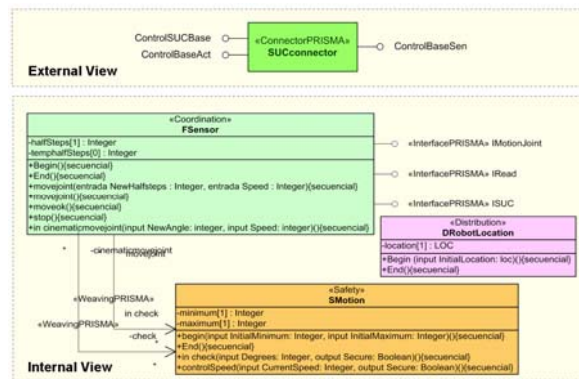 ControlSUCBase
ControlBaseAct
«ConnectorPRISMA»
SUCconnector
ControlBaseSen
External View
«Coordination»
FSensor
-halfSteps[1] : Integer
-temphalfSteps[0] : Integer
+Begin(){secuencial}
+End(){secuencial}
+movejoint(entrada NewHalfsteps : Integer, entrada Speed : Integer){secuencial}
+movejoint(){secuencial}
+moveok(){secuencial}
+stop(){secuencial}
+in cinematicmovejoint(input NewAngle: integer, input Speed: integer)(){secuencial}
«InterfacePRISMA» IMotionJoint
«InterfacePRISMA» IRead
«InterfacePRISMA» ISUC
«Distribution»
DRobotLocation
-location[1] : LOC
+Begin (input InitialLocation: loc)(){secuencial}
+End(){secuencial}
-cinematicmovejoint
movejoint
«WeavingPRISMA»
in check
«WeavingPRISMA»
-check
«Safety»
SMotion
-minimum[1] : Integer
-maximum[1] : Integer
+begin(input InitialMinimum: Integer, input InitialMaximum: Integer)(){secuencial}
+End(){secuencial}
+in check(input Degrees: Integer, output Secure: Boolean)(){secuencial}
+controlSpeed(input CurrentSpeed: Integer, output Secure: Boolean)(){secuencial}
Internal View